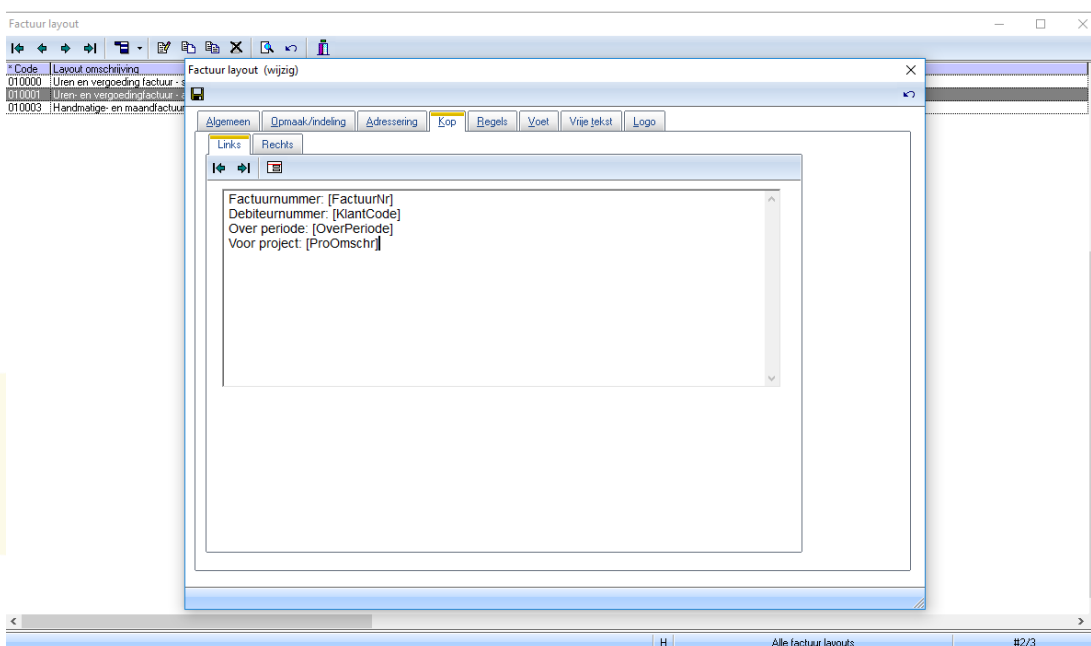 Factuur layout
* Code Layout omschrijving
010000 Uren en vergoeding factuur - s
010001 Uren- en vergoedingfactuur - a
010003 Handmatige- en maandfactuur
Factuur layout (wijzig)
Algemeen Opmaak/indeling Adressering Kop Regels Voet Vrije tekst Logo
Links Rechts
Factuurnummer: [FactuurNr]
Debiteurnummer: [KlantCode]
Over periode: [OverPeriode]
Voor project: [ProOmschr]
H Alle factuur layouts #2/3